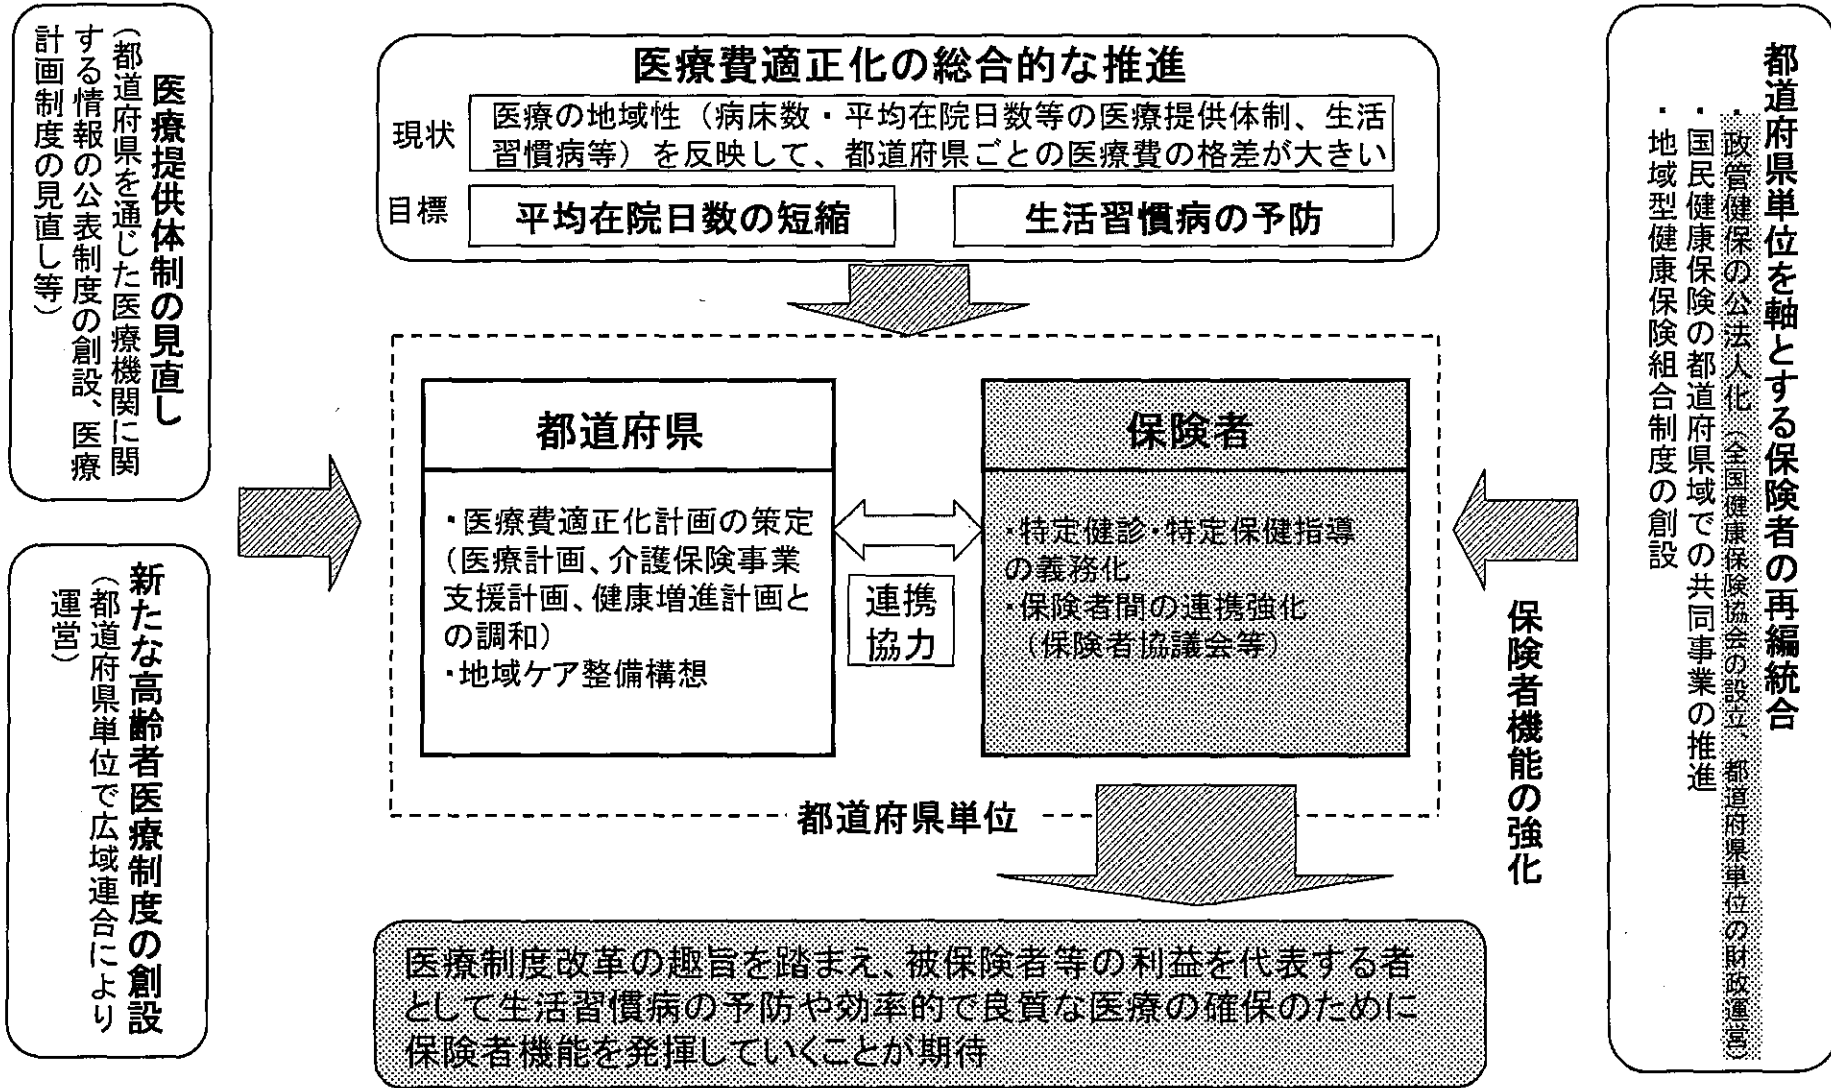 医療費適正化の総合的な推進
現状
医療の地域性（病床数・平均在院日数等の医療提供体制、生活
習慣病等）を反映して、都道府県ごとの医療費の格差が大きい
目標
平均在院日数の短縮
生活習慣病の予防
医療提供体制の見直し
（都道府県を通じた医療機関に関
する情報の公表制度の創設、医療
計画制度の見直し等）
新たな高齢者医療制度の創設
（都道府県単位で広域連合により
運営）
都道府県
・医療費適正化計画の策定
（医療計画、介護保険事業
支援計画、健康増進計画と
の調和）
・地域ケア整備構想
連携
協力
保険者
・特定健診・特定保健指導
の義務化
・保険者間の連携強化
（保険者協議会等）
都道府県単位
都道府県単位を軸とする保険者の再編統合
・政管健保の公法人化（全国健康保険協会の設立、都道府県単位の財政運営）
・国民健康保険の都道府県域での共同事業の推進
・地域型健康保険組合制度の創設
保険者機能の強化
医療制度改革の趣旨を踏まえ、被保険者等の利益を代表する者
として生活習慣病の予防や効率的で良質な医療の確保のために
保険者機能を発揮していくことが期待